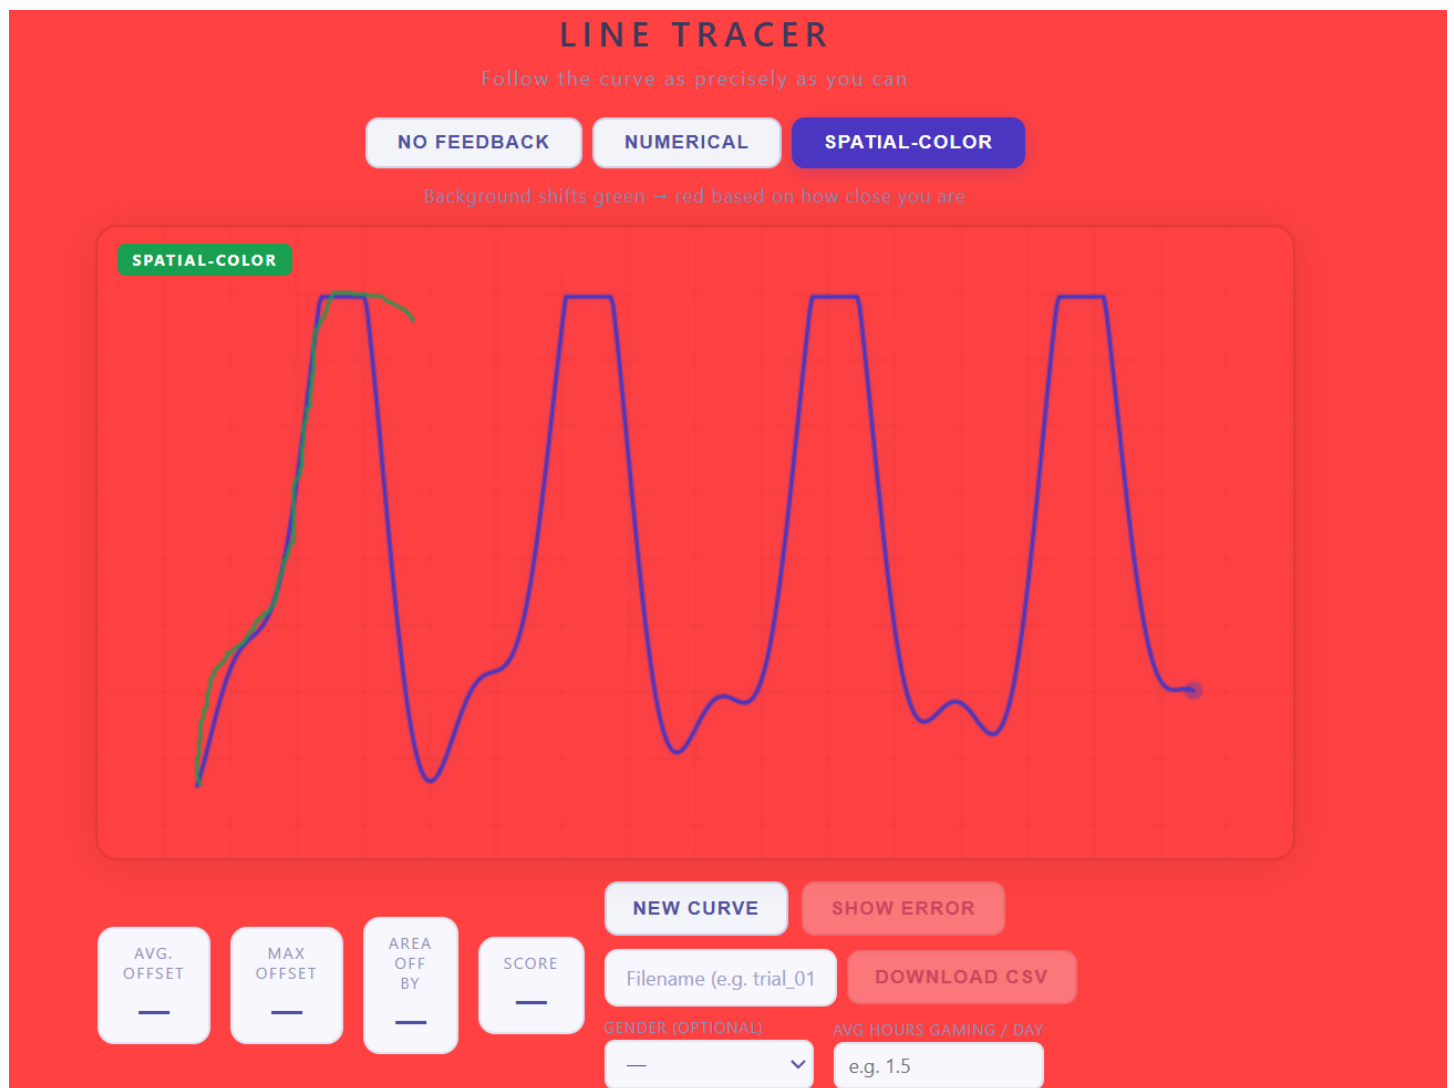 LINE TRACER
Follow the curve as precisely as you can
NO FEEDBACK
NUMERICAL
SPATIAL-COLOR
Background shifts green → red based on how close you are
SPATIAL-COLOR
AVG.
OFFSET
—
MAX
OFFSET
—
AREA
OFF
BY
—
SCORE
—
NEW CURVE
SHOW ERROR
Filename (e.g. trial_01
DOWNLOAD CSV
GENDER (OPTIONAL)
—
AVG HOURS GAMING / DAY
e.g. 1.5